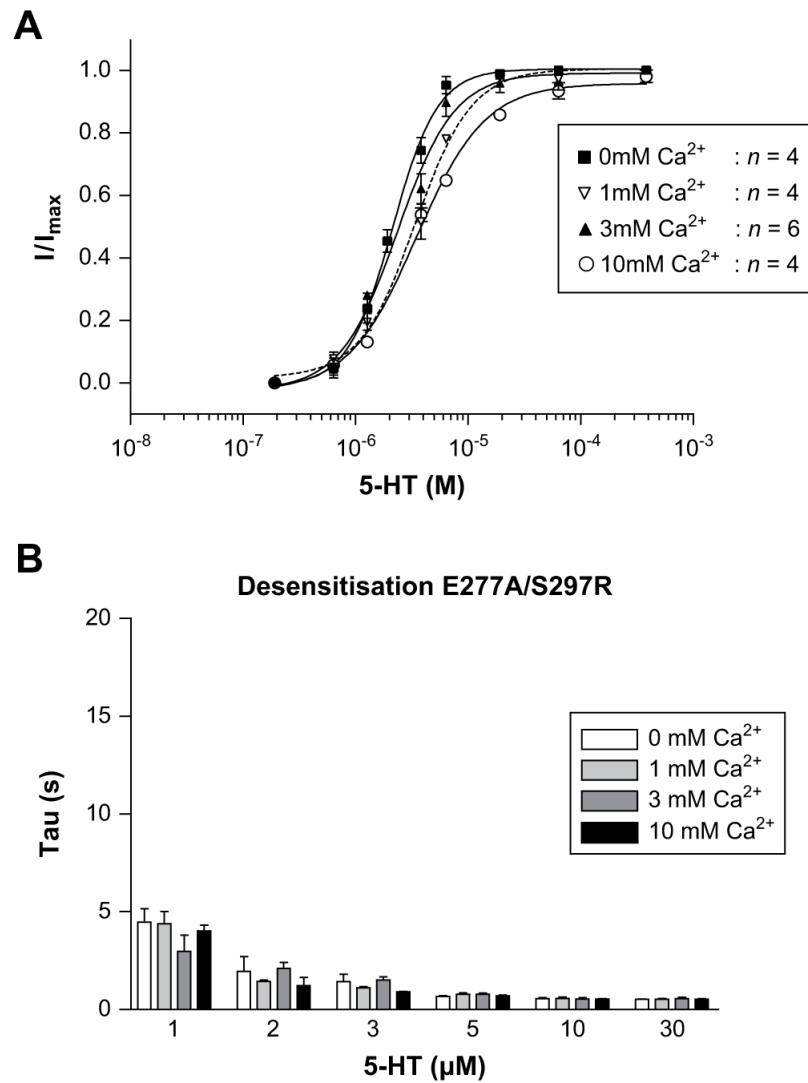 A
1.0
0.8
0.6
0.4
0.2
0.0
I/Imax
10⁻⁸ 10⁻⁷ 10⁻⁶ 10⁻⁵ 10⁻⁴ 10⁻³
5-HT (M)
0mM Ca²⁺ : n = 4
1mM Ca²⁺ : n = 4
3mM Ca²⁺ : n = 6
10mM Ca²⁺ : n = 4
B
Desensitisation E277A/S297R
20
15
10
5
0
Tau (s)
1 2 3 5 10 30
5-HT (µM)
0 mM Ca²⁺
1 mM Ca²⁺
3 mM Ca²⁺
10 mM Ca²⁺